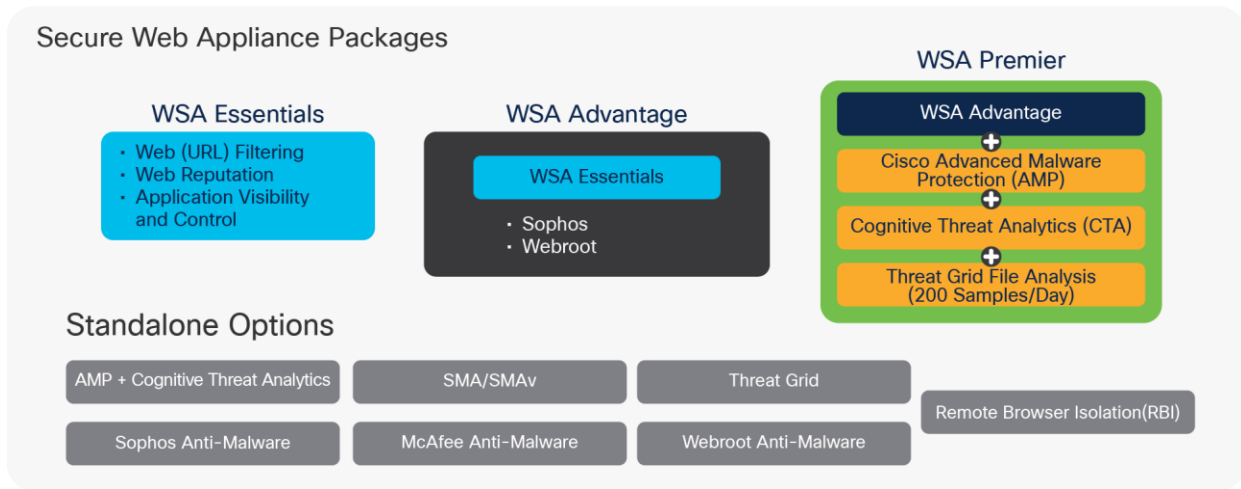 Secure Web Appliance Packages
WSA Essentials
· Web (URL) Filtering
· Web Reputation
· Application Visibility
and Control
WSA Advantage
WSA Essentials
· Sophos
· Webroot
WSA Premier
WSA Advantage
Cisco Advanced Malware
Protection (AMP)
Cognitive Threat Analytics (CTA)
Threat Grid File Analysis
(200 Samples/Day)
Standalone Options
AMP + Cognitive Threat Analytics
SMA/SMAv
Threat Grid
Remote Browser Isolation(RBI)
Sophos Anti-Malware
McAfee Anti-Malware
Webroot Anti-Malware